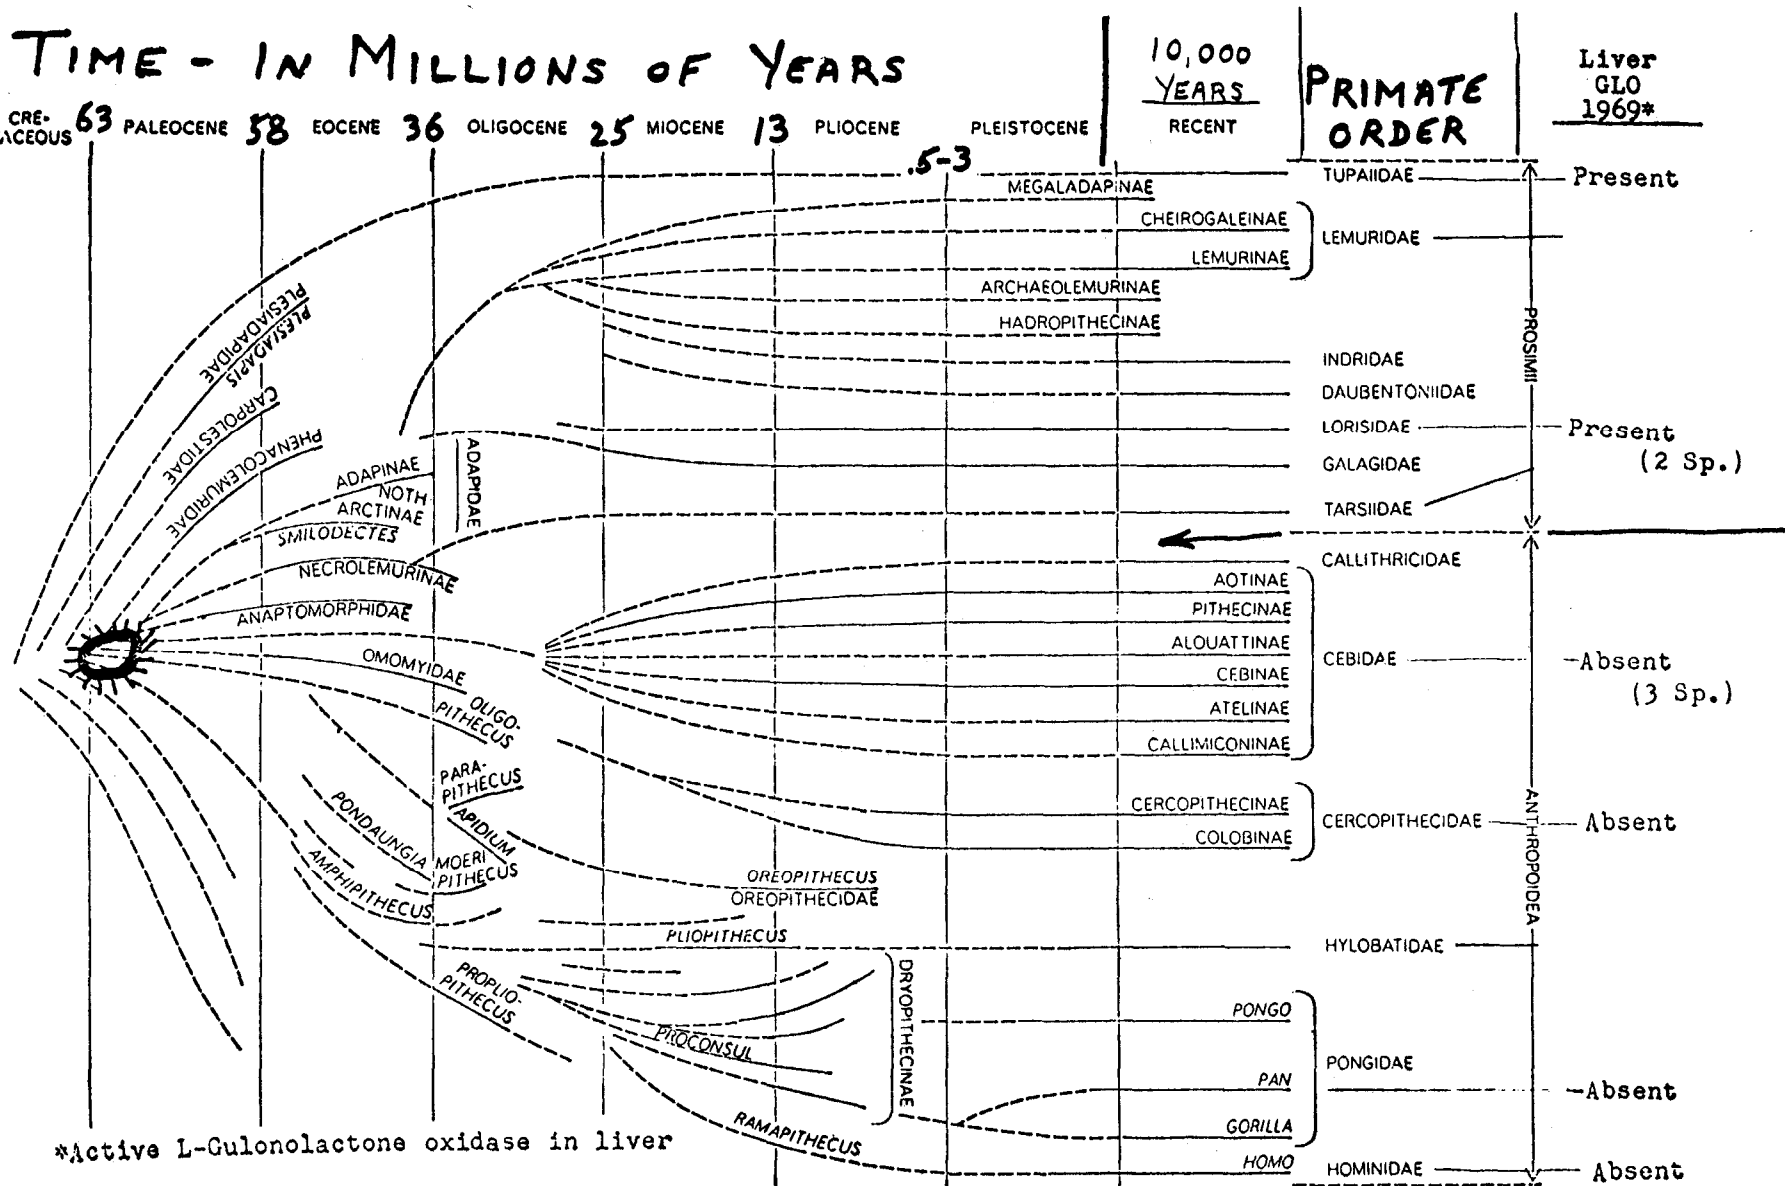 TIME - IN MILLIONS OF YEARS
10,000
YEARS
RECENT
PRIMATE
ORDER
Liver
GLO
1969*
CRE-
ACEOUS 63 PALEOCENE 58 EOCENE 36 OLIGOCENE 25 MIOCENE 13 PLIOCENE .5-3 PLEISTOCENE
MEGALADAPINAE
TUPAIIDAE
Present
CHEIROGALEINAE
LEMURIDAE
LEMURINAE
ARCHAEOLEMURINAE
HADROPITHECINAE
INDRIDAE
DAUBENTONIIDAE
LORISIDAE
Present
(2 Sp.)
GALAGIDAE
TARSIIDAE
PROSIMII
PLESIADAPIDAE
PLESIADAPIS
CARPOLESTIDAE
PHENACOLEMURIDAE
ADAPINAE
NOTH-
ARCTINAE
ADAPIDAE
SMILODECTES
NECROLEMURINAE
ANAPTOMORPHIDAE
OMOMYIDAE
OLIGO-
PITHECUS
CALLITHRICIDAE
AOTINAE
PITHECINAE
ALOUATTINAE
CEBINAE
ATELINAE
CALLIMICONINAE
CEBIDAE
Absent
(3 Sp.)
PARA-
PITHECUS
APIDIUM
PONDAUNGIA
MOERI
PITHECUS
AMPHIPITHECUS
CERCOPITHECINAE
COLOBINAE
CERCOPITHECIDAE
Absent
ANTHROPOIDEA
OREOPITHECUS
OREOPITHECIDAE
PLIOPITHECUS
HYLOBATIDAE
PROPLIO-
PITHECUS
DRYOPITHECINAE
PROCONSUL
PONGO
PAN
GORILLA
PONGIDAE
Absent
RAMAPITHECUS
HOMO
HOMINIDAE
Absent
*Active L-Gulonolactone oxidase in liver